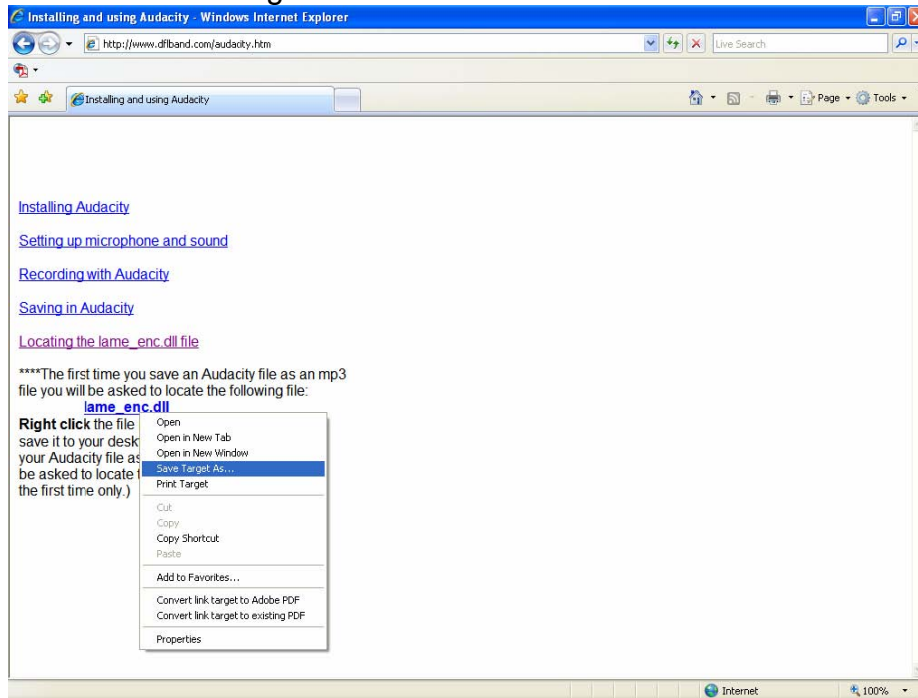 Installing and using Audacity - Windows Internet Explorer
http://www.dflband.com/audacity.htm
Live Search
Installing and using Audacity
Page
Tools
Installing Audacity
Setting up microphone and sound
Recording with Audacity
Saving in Audacity
Locating the lame_enc.dll file
****The first time you save an Audacity file as an mp3
file you will be asked to locate the following file:
lame_enc.dll
Right click the file
save it to your desk
your Audacity file as
be asked to locate
the first time only.)
Open
Open in New Tab
Open in New Window
Save Target As...
Print Target
Cut
Copy
Copy Shortcut
Paste
Add to Favorites...
Convert link target to Adobe PDF
Convert link target to existing PDF
Properties
Internet
100%